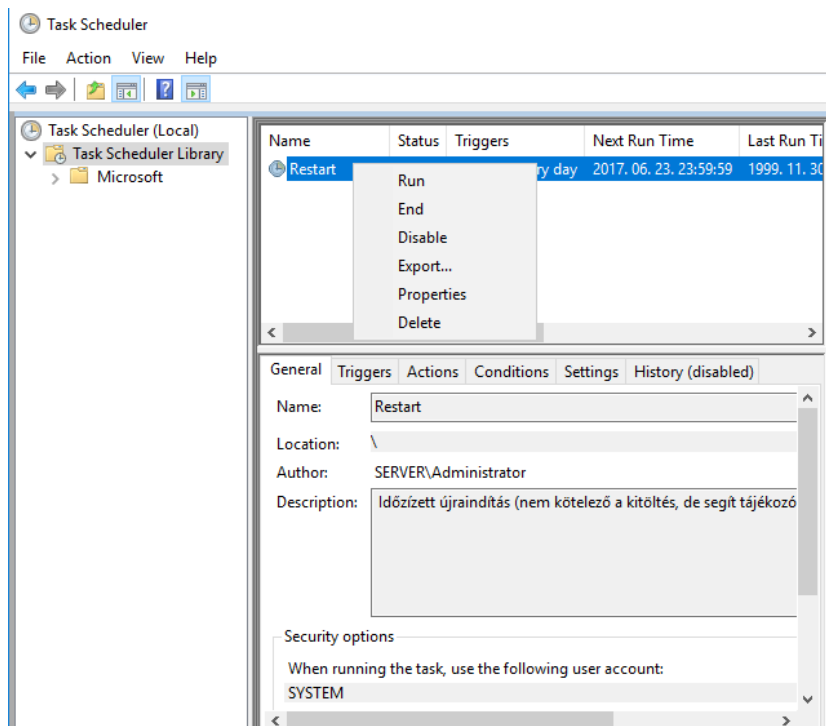 Task Scheduler
File Action View Help
Task Scheduler (Local)
Task Scheduler Library
Microsoft
Name Status Triggers Next Run Time Last Run Ti
Restart ry day 2017. 06. 23. 23:59:59 1999. 11. 30
Run
End
Disable
Export...
Properties
Delete
General Triggers Actions Conditions Settings History (disabled)
Name: Restart
Location: \
Author: SERVER\Administrator
Description: Időzízett újraindítás (nem kötelező a kitöltés, de segít tájékozó
Security options
When running the task, use the following user account:
SYSTEM